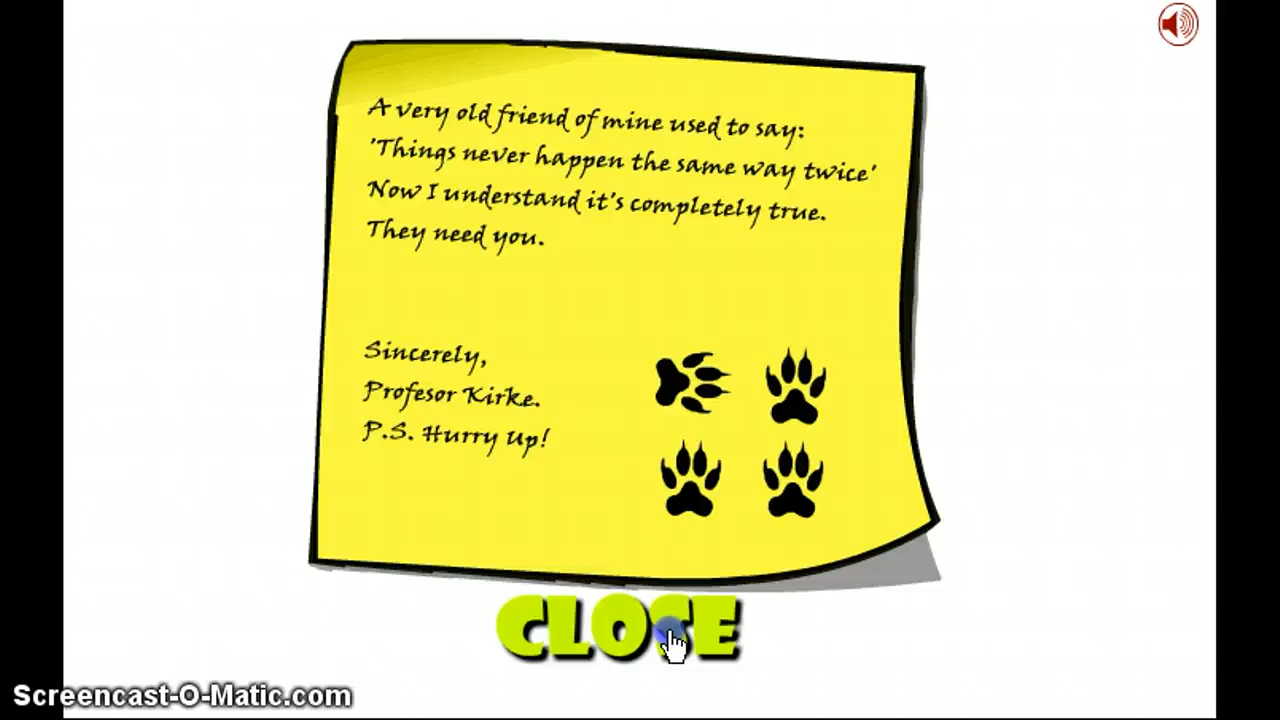 A very old friend of mine used to say:
'Things never happen the same way twice'
Now I understand it's completely true.
They need you.
Sincerely,
Profesor Kirke.
P.S. Hurry Up!
CLOSE
Screencast-O-Matic.com